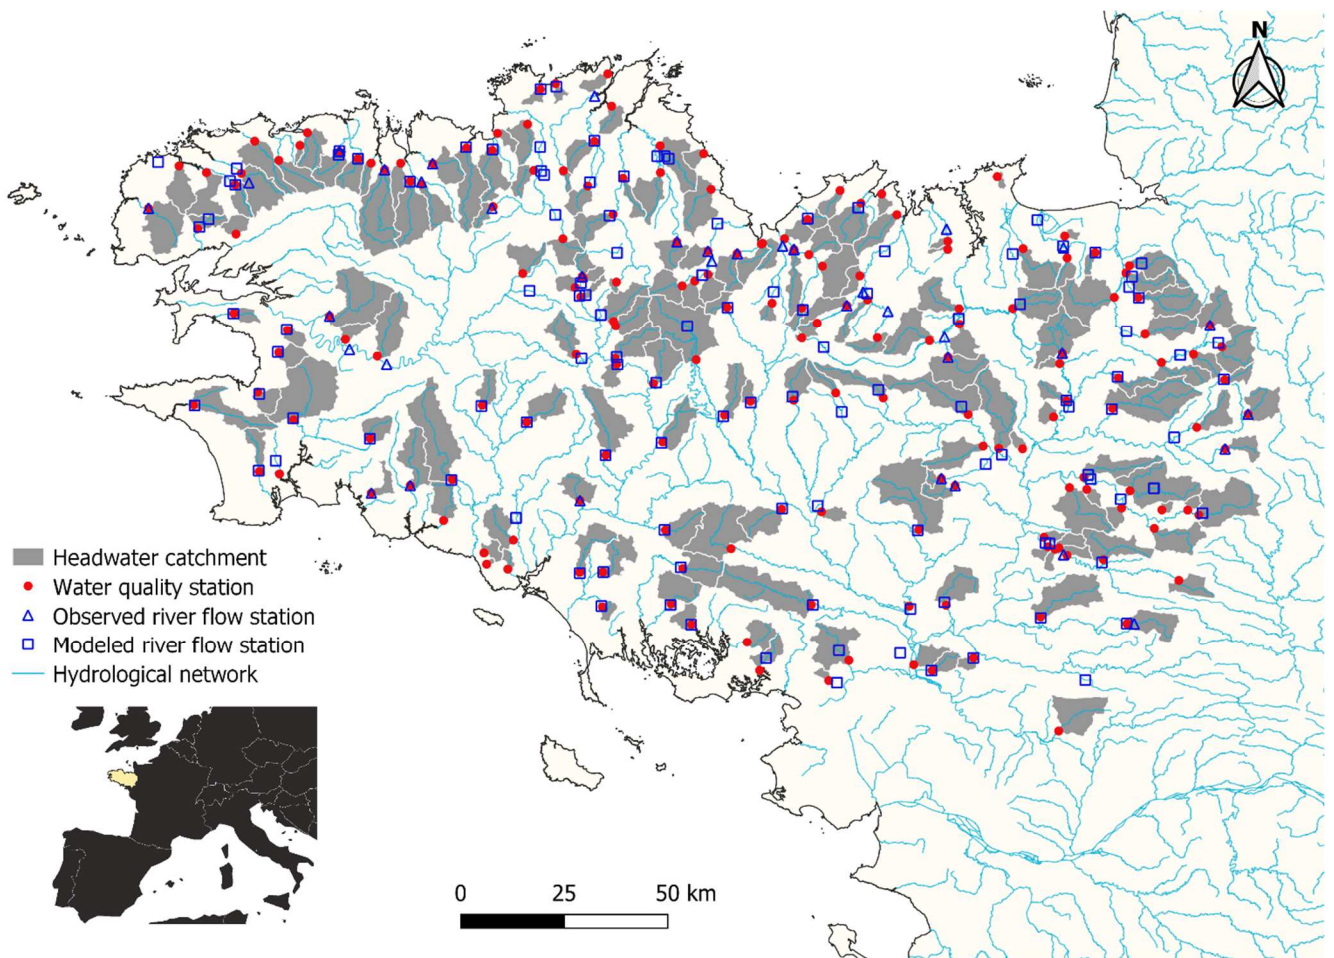 N
Headwater catchment
Water quality station
Observed river flow station
Modeled river flow station
Hydrological network
0 25 50 km